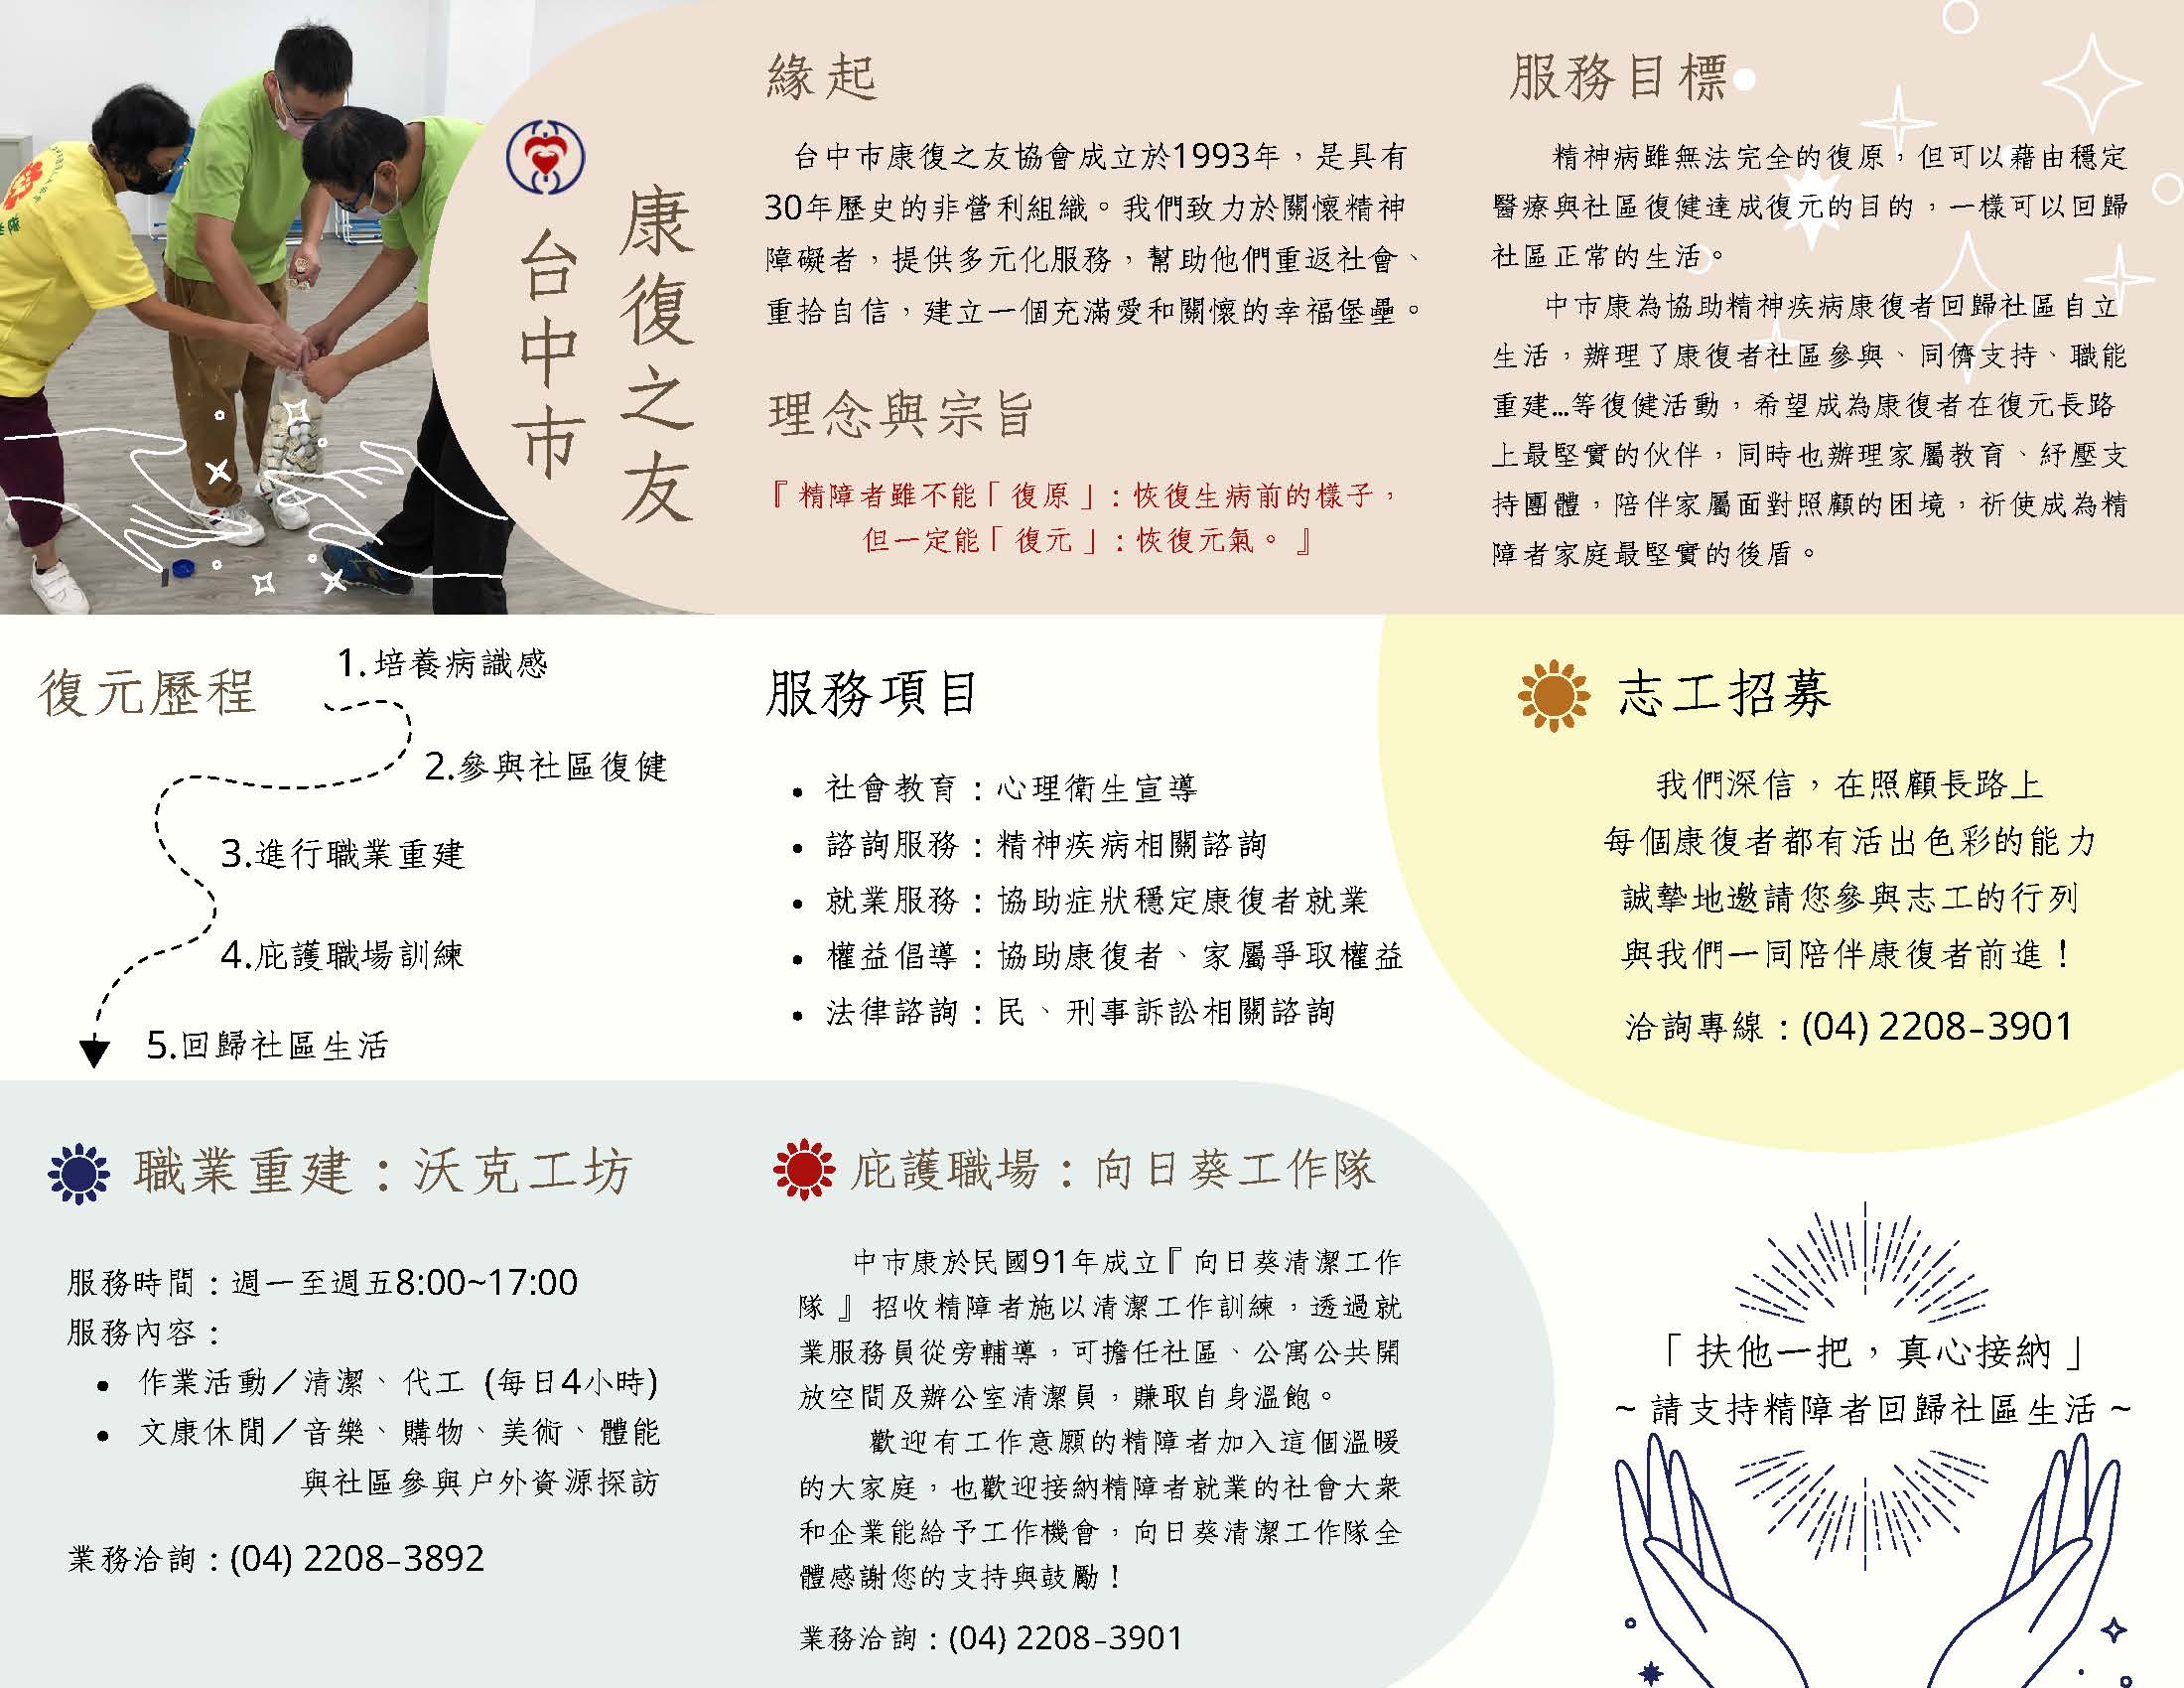 台中市
康復之友
緣起
台中市康復之友協會成立於1993年，是具有
30年歷史的非營利組織。我們致力於關懷精神
障礙者，提供多元化服務，幫助他們重返社會、
重拾自信，建立一個充滿愛和關懷的幸福堡壘。
理念與宗旨
『精障者雖不能「復原」：恢復生病前的樣子，
但一定能「復元」：恢復元氣。』
服務目標
精神病雖無法完全的復原，但可以藉由穩定
醫療與社區復健達成復元的目的，一樣可以回歸
社區正常的生活。
中市康為協助精神疾病康復者回歸社區自立
生活，辦理了康復者社區參與、同儕支持、職能
重建...等復健活動，希望成為康復者在復元長路
上最堅實的伙伴，同時也辦理家屬教育、紓壓支
持團體，陪伴家屬面對照顧的困境，祈使成為精
障者家庭最堅實的後盾。
復元歷程
1.培養病識感
2.參與社區復健
3.進行職業重建
4.庇護職場訓練
5.回歸社區生活
服務項目
• 社會教育：心理衛生宣導
• 諮詢服務：精神疾病相關諮詢
• 就業服務：協助症狀穩定康復者就業
• 權益倡導：協助康復者、家屬爭取權益
• 法律諮詢：民、刑事訴訟相關諮詢
志工招募
我們深信，在照顧長路上
每個康復者都有活出色彩的能力
誠摯地邀請您參與志工的行列
與我們一同陪伴康復者前進！
洽詢專線：(04) 2208-3901
職業重建：沃克工坊
服務時間：週一至週五8:00~17:00
服務內容：
• 作業活動／清潔、代工 (每日4小時)
• 文康休閒／音樂、購物、美術、體能
與社區參與户外資源探訪
業務洽詢：(04) 2208-3892
庇護職場：向日葵工作隊
中市康於民國91年成立『向日葵清潔工作
隊』招收精障者施以清潔工作訓練，透過就
業服務員從旁輔導，可擔任社區、公寓公共開
放空間及辦公室清潔員，賺取自身溫飽。
歡迎有工作意願的精障者加入這個溫暖
的大家庭，也歡迎接納精障者就業的社會大衆
和企業能給予工作機會，向日葵清潔工作隊全
體感謝您的支持與鼓勵！
業務洽詢：(04) 2208-3901
「扶他一把，真心接納」
~ 請支持精障者回歸社區生活 ~